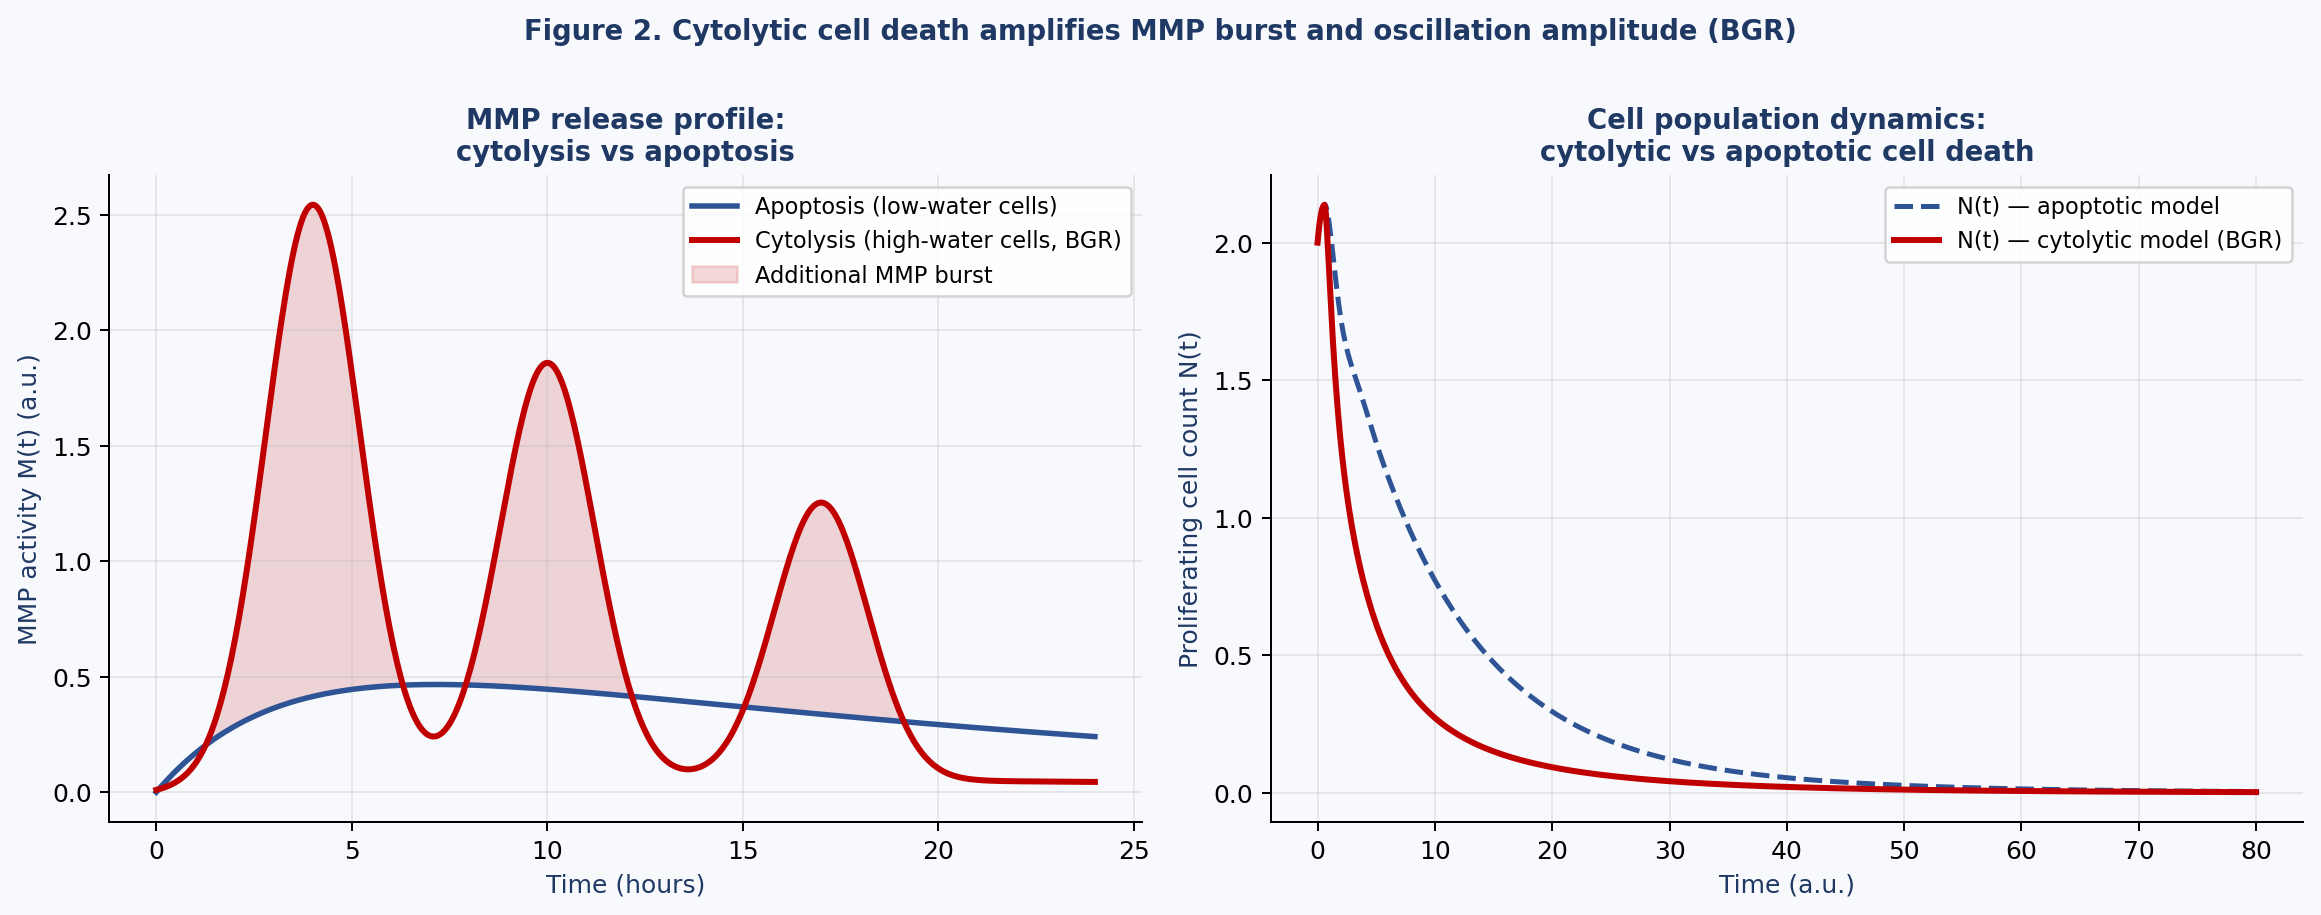 Figure 2. Cytolytic cell death amplifies MMP burst and oscillation amplitude (BGR)
MMP release profile:
cytolysis vs apoptosis
MMP activity M(t) (a.u.)
2.5
2.0
1.5
1.0
0.5
0.0
Apoptosis (low-water cells)
Cytolysis (high-water cells, BGR)
Additional MMP burst
0 5 10 15 20 25
Time (hours)
Cell population dynamics:
cytolytic vs apoptotic cell death
Proliferating cell count N(t)
2.0
1.5
1.0
0.5
0.0
N(t) — apoptotic model
N(t) — cytolytic model (BGR)
0 10 20 30 40 50 60 70 80
Time (a.u.)